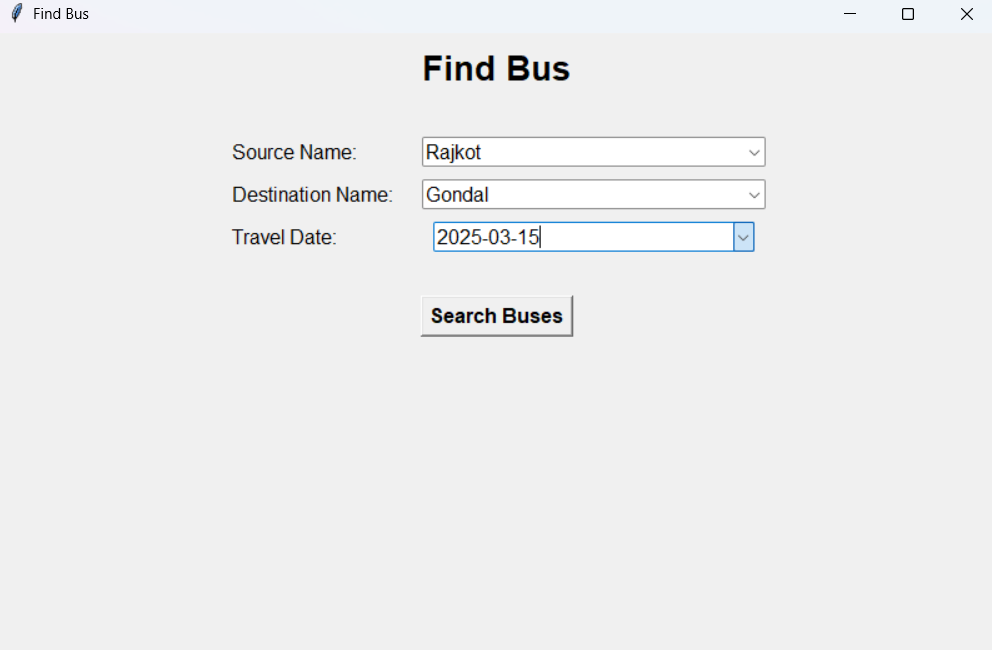 Find Bus
Find Bus
Source Name: Rajkot
Destination Name: Gondal
Travel Date: 2025-03-15
Search Buses